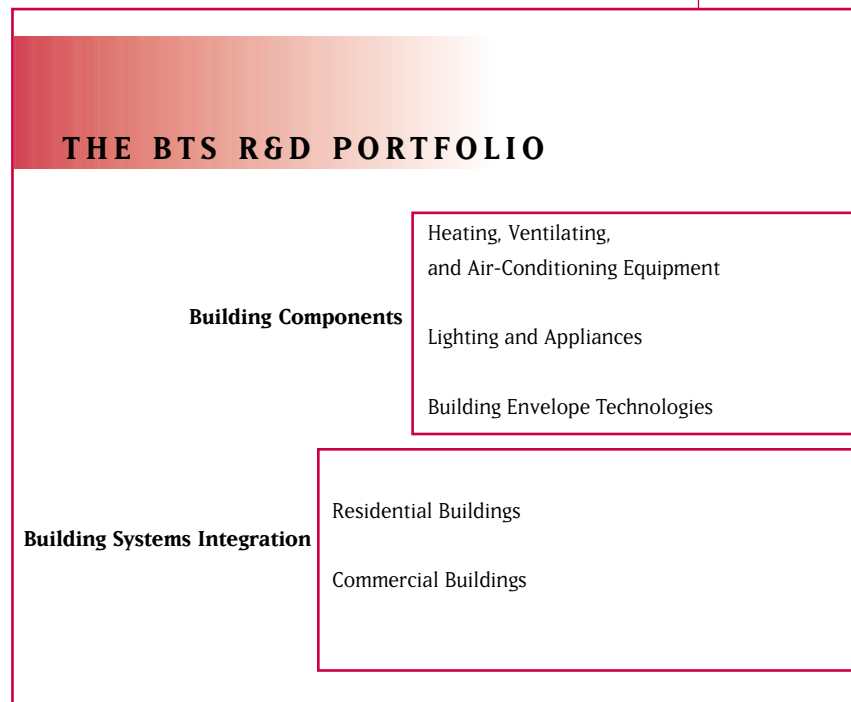 THE BTS R&D PORTFOLIO
Building Components
Heating, Ventilating,
and Air-Conditioning Equipment
Lighting and Appliances
Building Envelope Technologies
Building Systems Integration
Residential Buildings
Commercial Buildings